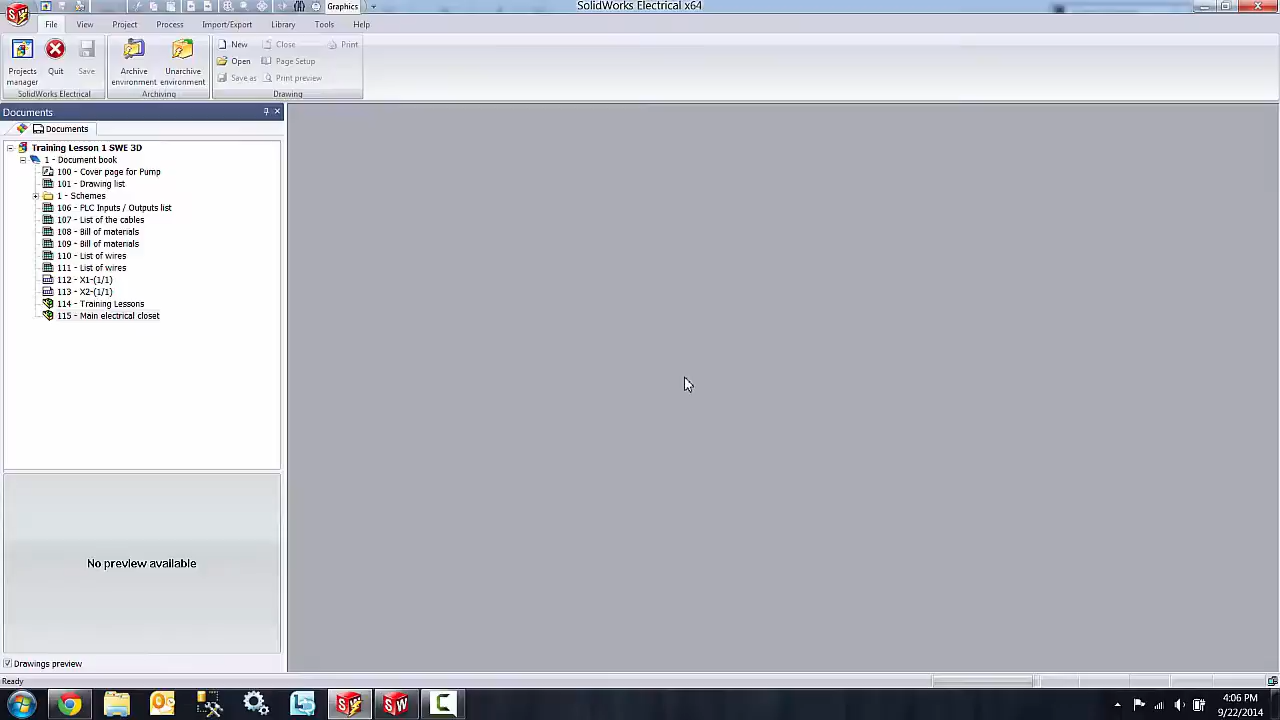 Graphics
SolidWorks Electrical x64
File View Project Process Import/Export Library Tools Help
Projects manager
Quit
Save
SolidWorks Electrical
Archive environment
Unarchive environment
Archiving
New Close Print
Open Page Setup
Save as Print preview
Drawing
Documents
Documents
Training Lesson 1 SWE 3D
1 - Document book
100 - Cover page for Pump
101 - Drawing list
1 - Schemes
106 - PLC Inputs / Outputs list
107 - List of the cables
108 - Bill of materials
109 - Bill of materials
110 - List of wires
111 - List of wires
112 - X1-(1/1)
113 - X2-(1/1)
114 - Training Lessons
115 - Main electrical closet
No preview available
Drawings preview
Ready
4:06 PM
9/22/2014